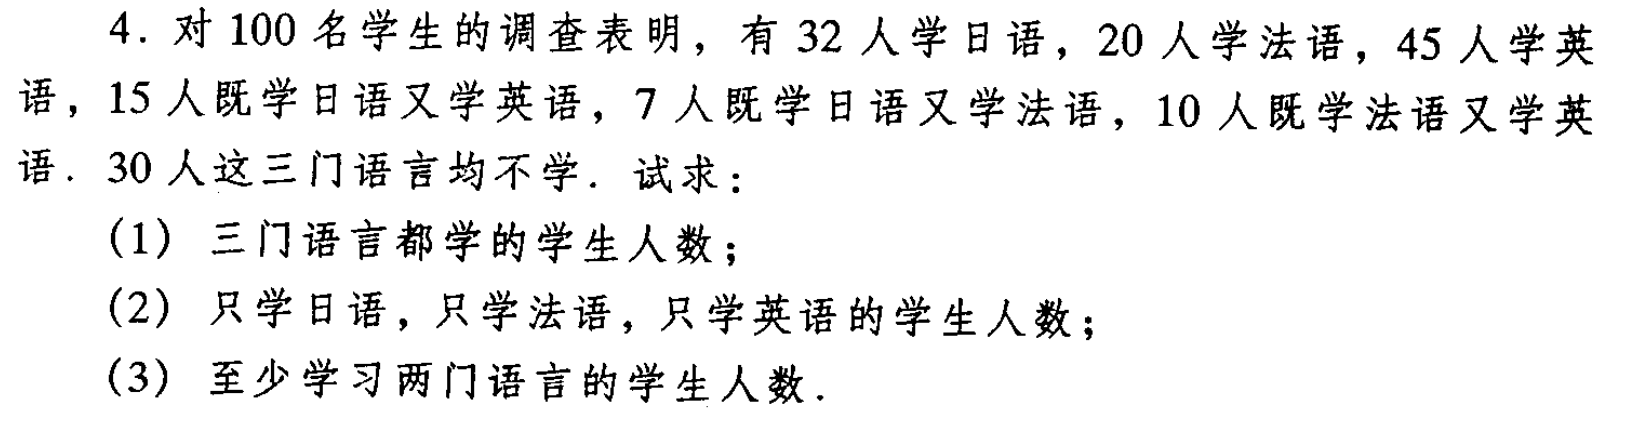 4. 对 100 名学生的调查表明，有 32 人学日语，20 人学法语，45 人学英
语，15 人既学日语又学英语，7 人既学日语又学法语，10 人既学法语又学英
语．30 人这三门语言均不学．试求：
(1) 三门语言都学的学生人数；
(2) 只学日语，只学法语，只学英语的学生人数；
(3) 至少学习两门语言的学生人数．